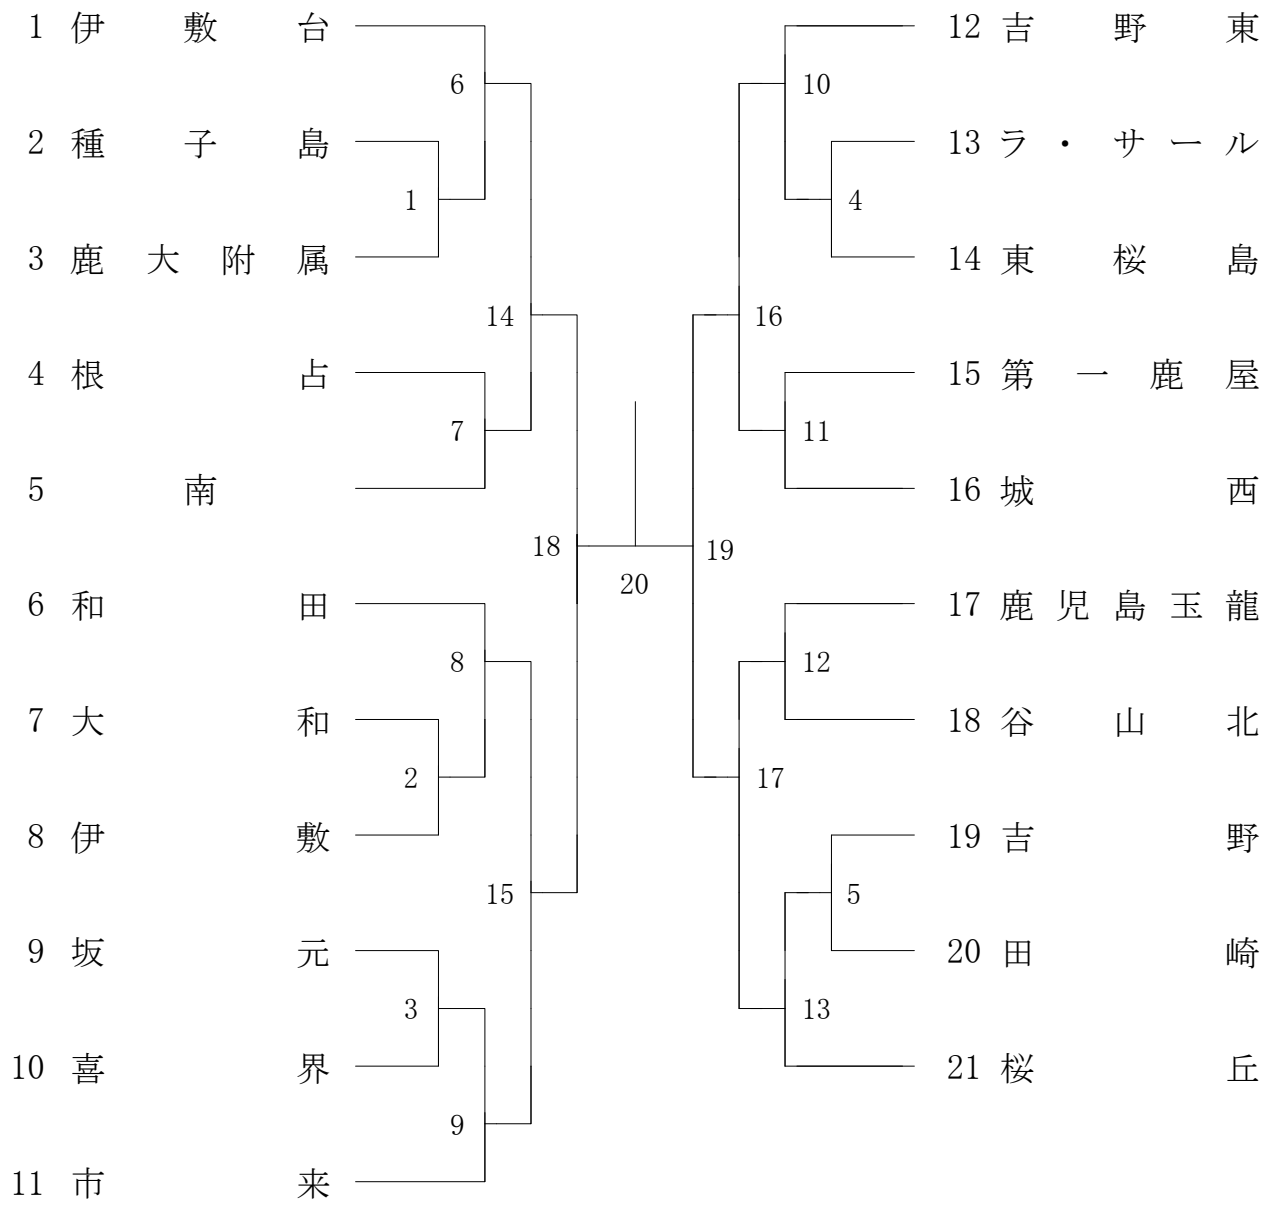 1 伊敷台
6
2 種子島
1
3 鹿大附属
14
4 根占
7
5 南
18
6 和田
8
7 大和
2
8 伊敷
15
9 坂元
3
10 喜界
9
11 市来
20
12 吉野東
10
13 ラ・サール
4
14 東桜島
16
15 第一鹿屋
11
16 城西
19
17 鹿児島玉龍
12
18 谷山北
17
19 吉野
5
20 田崎
13
21 桜丘